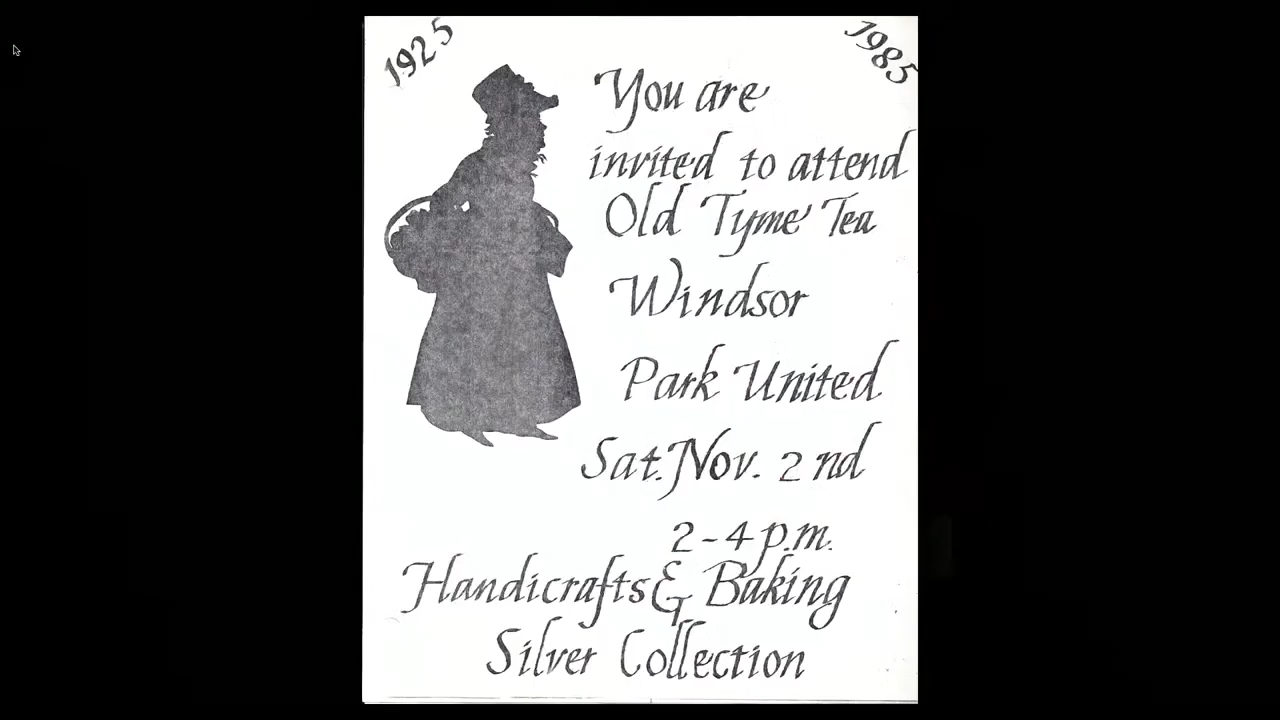 1925
1985
You are
invited to attend
Old Tyme Tea
Windsor
Park United
Sat. Nov. 2nd
2-4 p.m.
Handicrafts & Baking
Silver Collection